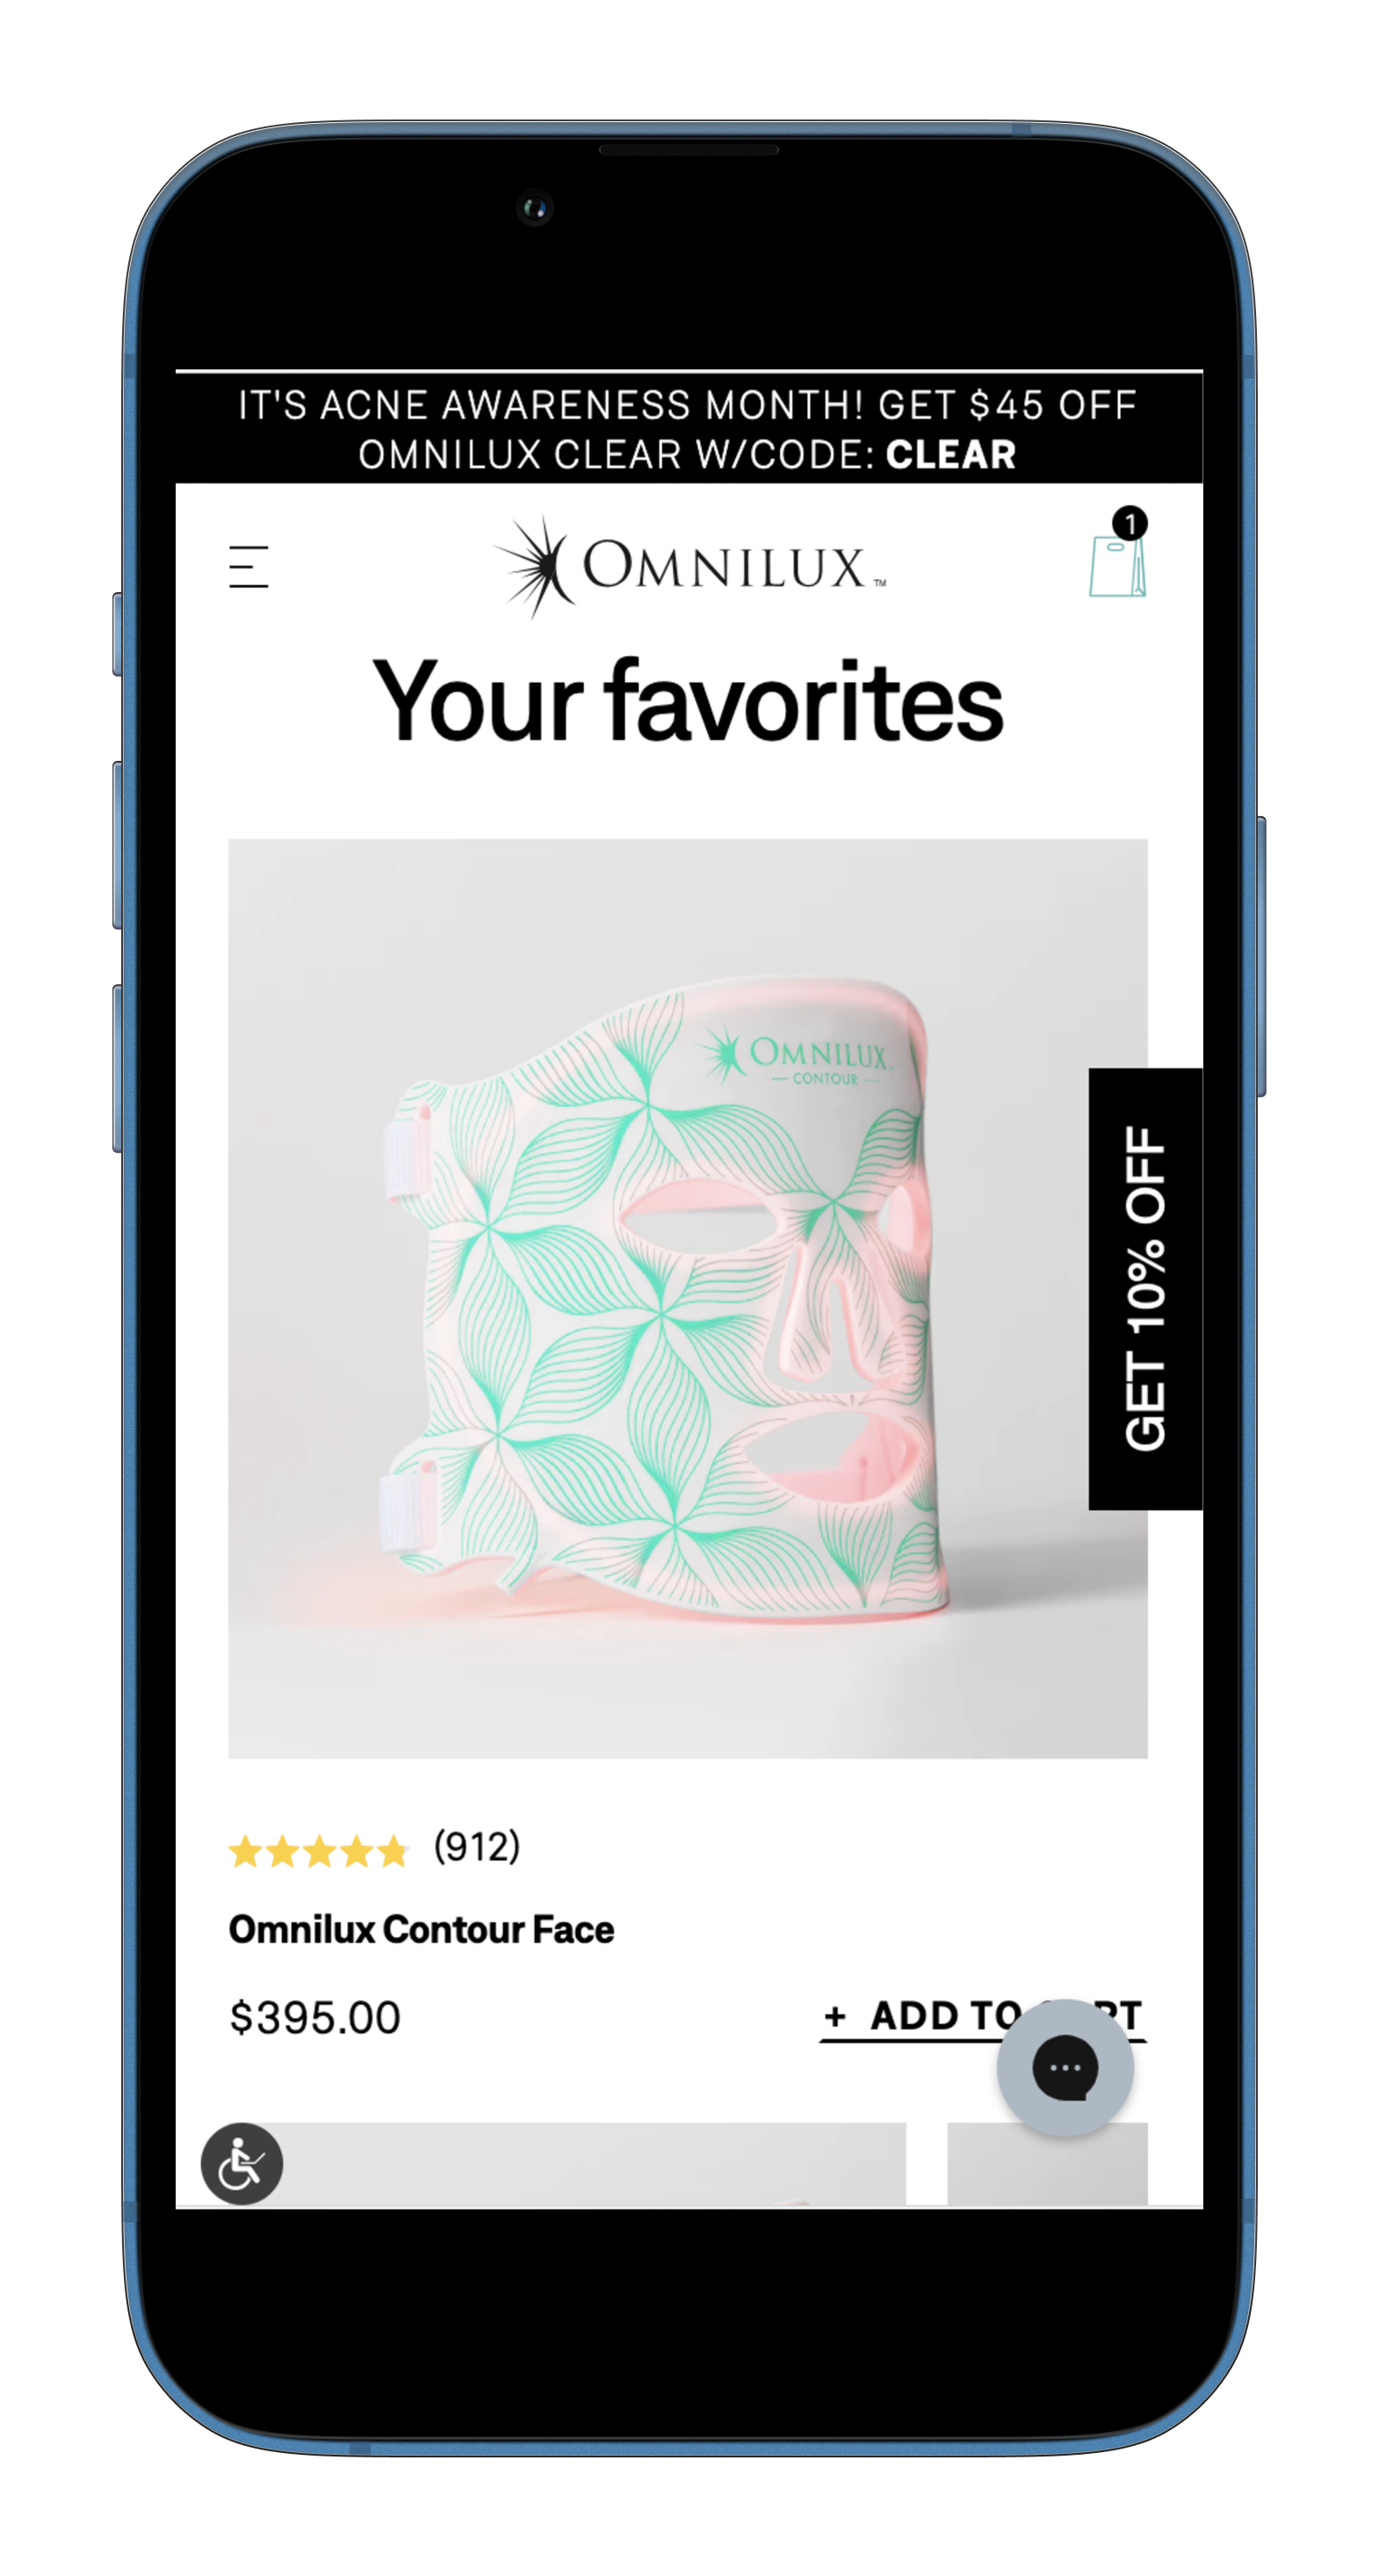 IT'S ACNE AWARENESS MONTH! GET $45 OFF
OMNILUX CLEAR W/CODE: CLEAR
1
OMNILUX™
Your favorites
OMNILUX
CONTOUR
GET 10% OFF
(912)
Omnilux Contour Face
$395.00
+ ADD TO